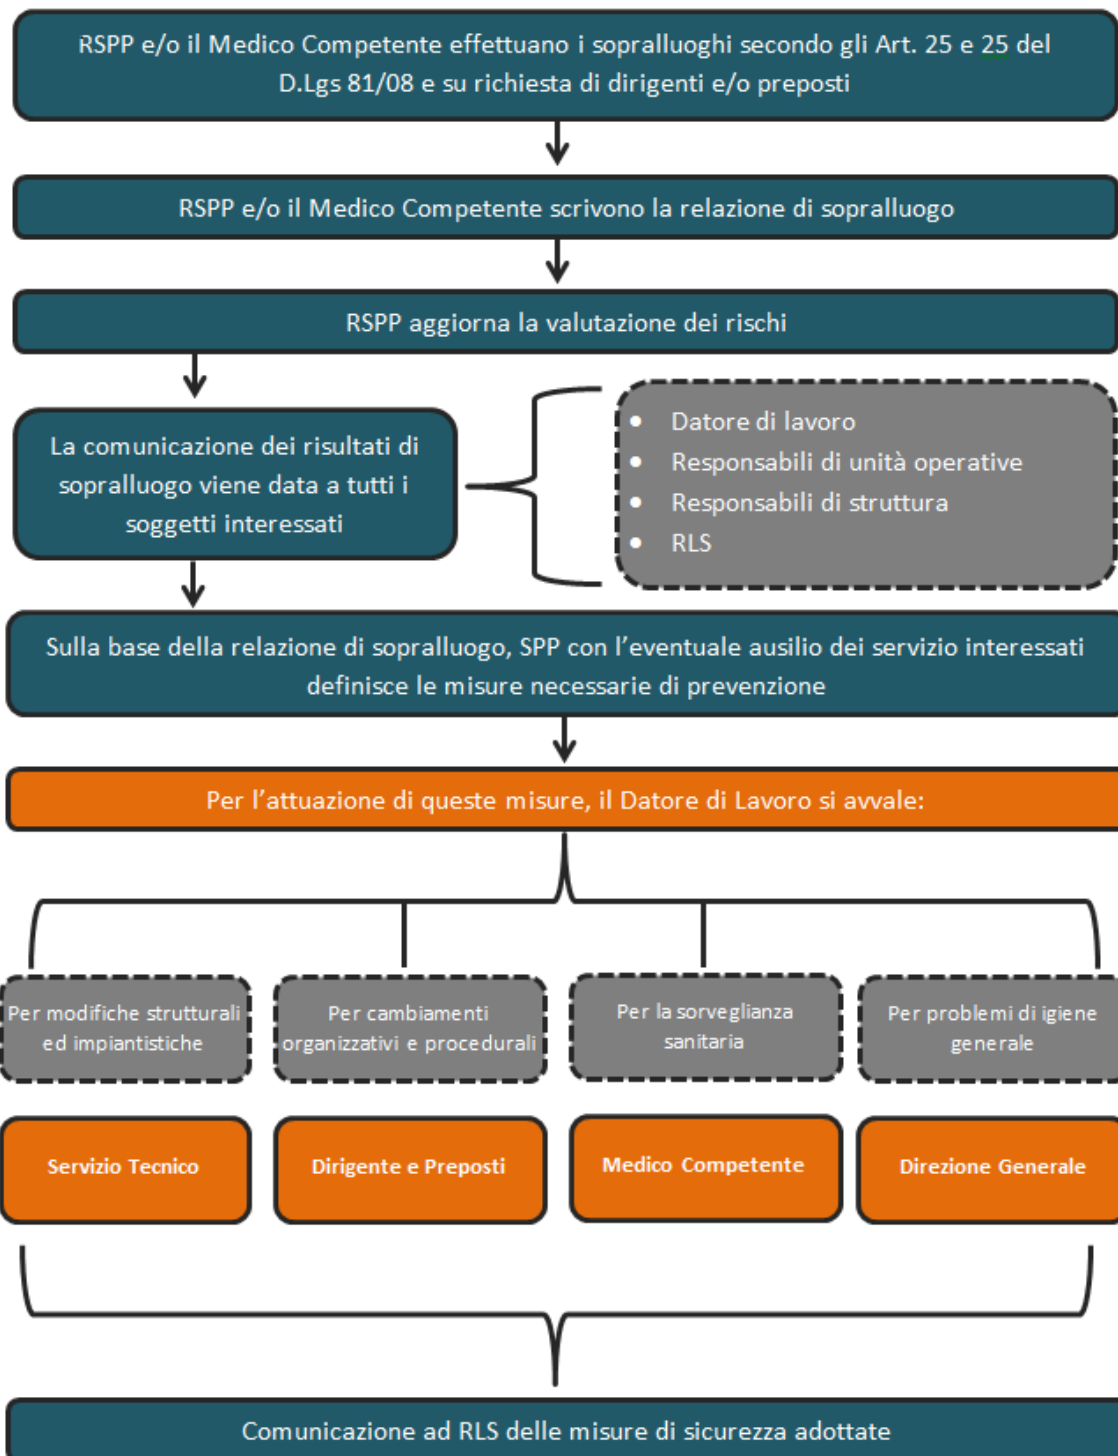 RSPP e/o il Medico Competente effettuano i sopralluoghi secondo gli Art. 25 e 25 del
D.Lgs 81/08 e su richiesta di dirigenti e/o preposti
RSPP e/o il Medico Competente scrivono la relazione di sopralluogo
RSPP aggiorna la valutazione dei rischi
La comunicazione dei risultati di
sopralluogo viene data a tutti i
soggetti interessati
• Datore di lavoro
• Responsabili di unità operative
• Responsabili di struttura
• RLS
Sulla base della relazione di sopralluogo, SPP con l'eventuale ausilio dei servizio interessati
definisce le misure necessarie di prevenzione
Per l'attuazione di queste misure, il Datore di Lavoro si avvale:
Per modifiche strutturali
ed impiantistiche
Per cambiamenti
organizzativi e procedurali
Per la sorveglianza
sanitaria
Per problemi di igiene
generale
Servizio Tecnico
Dirigente e Preposti
Medico Competente
Direzione Generale
Comunicazione ad RLS delle misure di sicurezza adottate